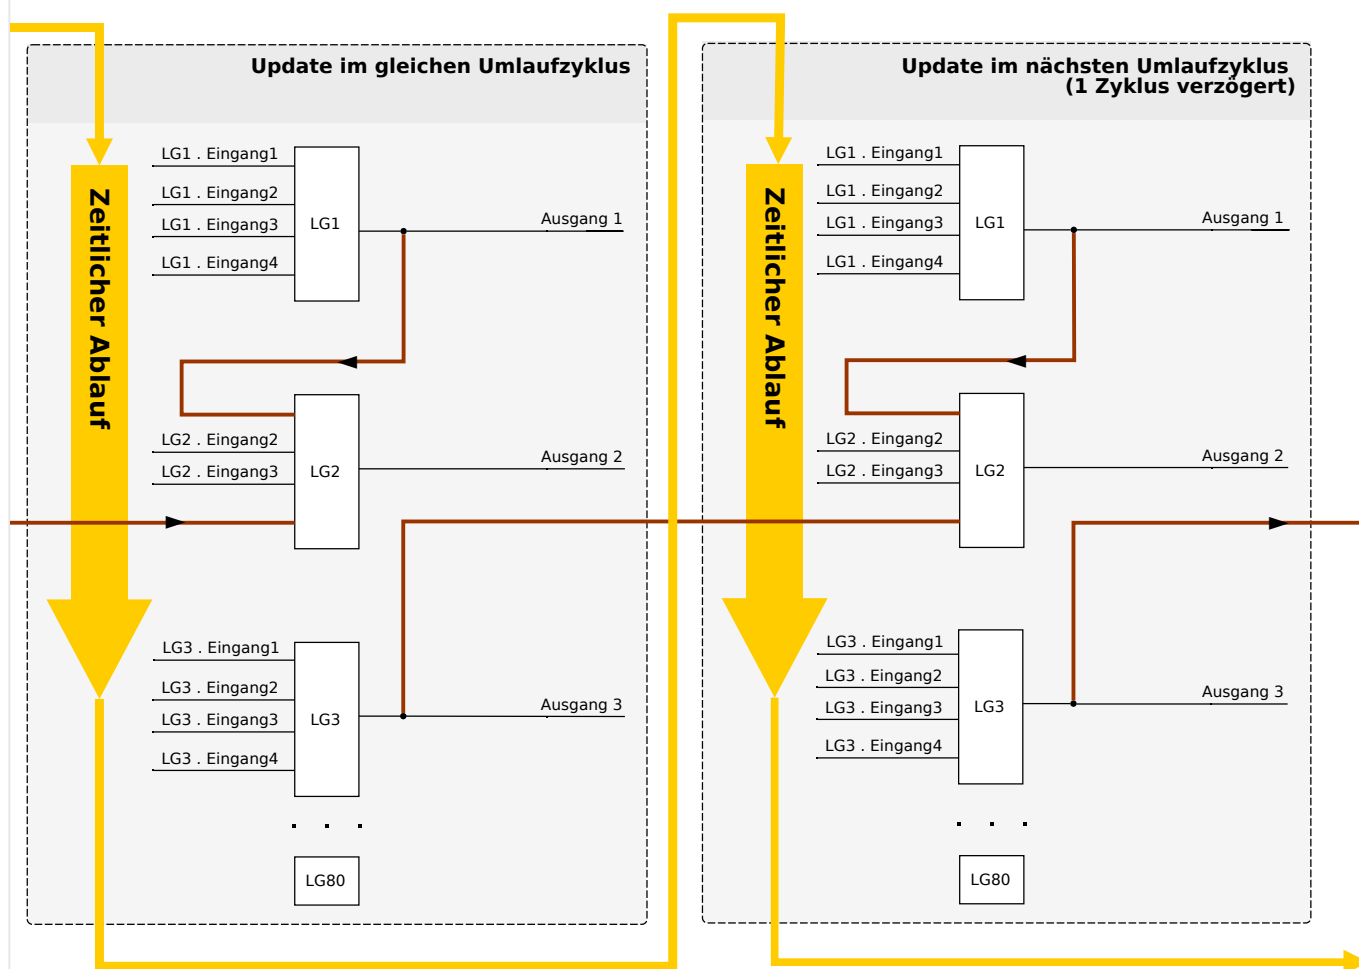 Update im gleichen Umlaufzyklus
Zeitlicher Ablauf
LG1 . Eingang1
LG1 . Eingang2
LG1 . Eingang3
LG1 . Eingang4
LG1
Ausgang 1
LG2 . Eingang2
LG2 . Eingang3
LG2
Ausgang 2
LG3 . Eingang1
LG3 . Eingang2
LG3 . Eingang3
LG3 . Eingang4
LG3
Ausgang 3
. . .
LG80
Update im nächsten Umlaufzyklus
(1 Zyklus verzögert)
Zeitlicher Ablauf
LG1 . Eingang1
LG1 . Eingang2
LG1 . Eingang3
LG1 . Eingang4
LG1
Ausgang 1
LG2 . Eingang2
LG2 . Eingang3
LG2
Ausgang 2
LG3 . Eingang1
LG3 . Eingang2
LG3 . Eingang3
LG3 . Eingang4
LG3
Ausgang 3
. . .
LG80